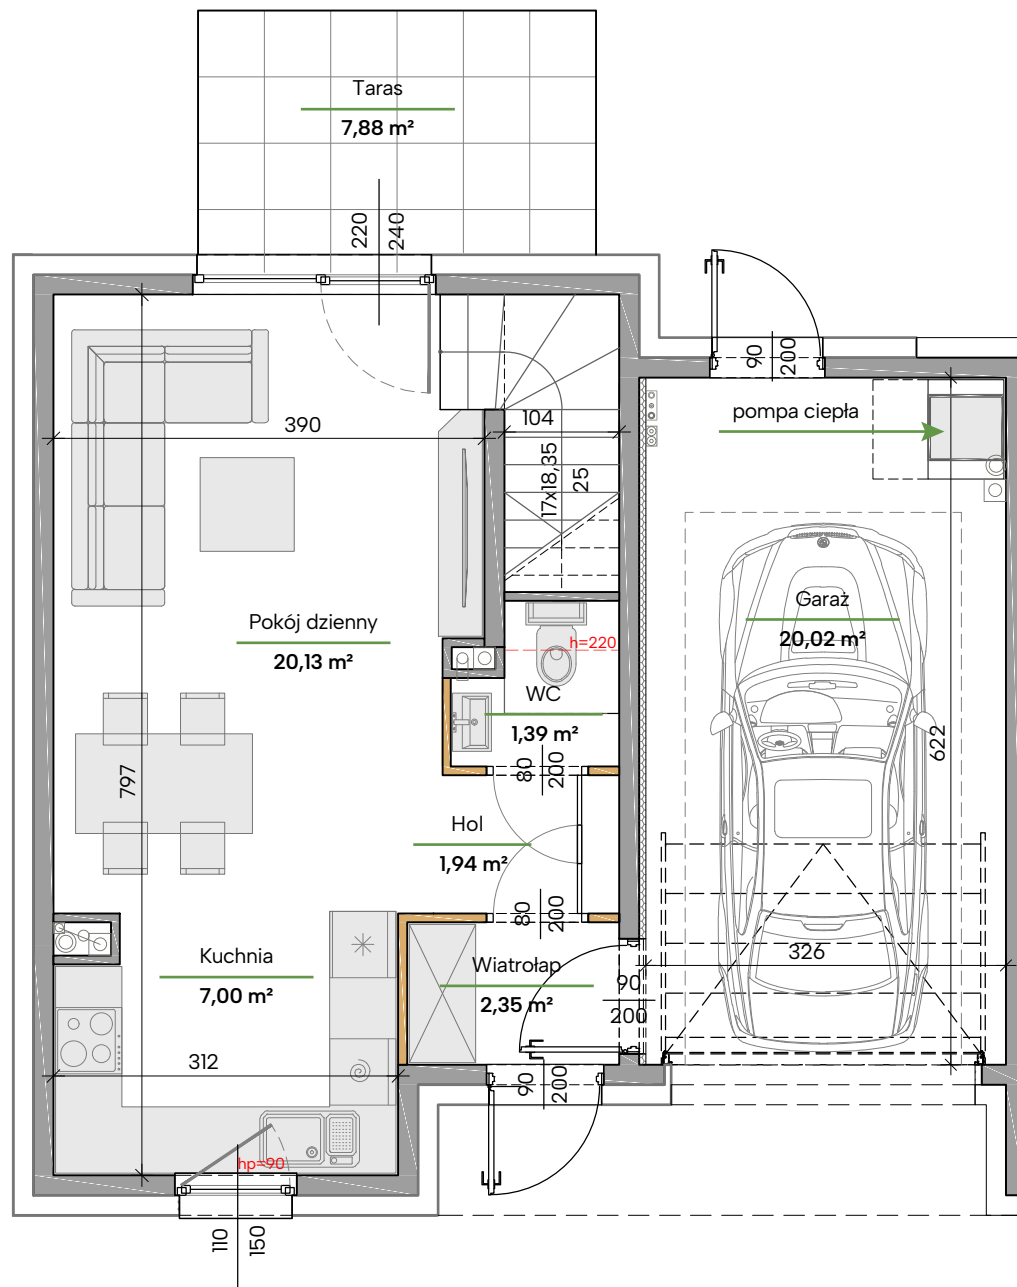 Taras
7,88 m²
220
240
90
200
pompa ciepła
390
104
17x18,35
25
Garaż
20,02 m²
Pokój dzienny
20,13 m²
h=220
WC
1,39 m²
80
200
622
797
Hol
1,94 m²
80
200
Kuchnia
7,00 m²
Wiatrołap
2,35 m²
326
90
200
312
90
200
hp=90
110
150